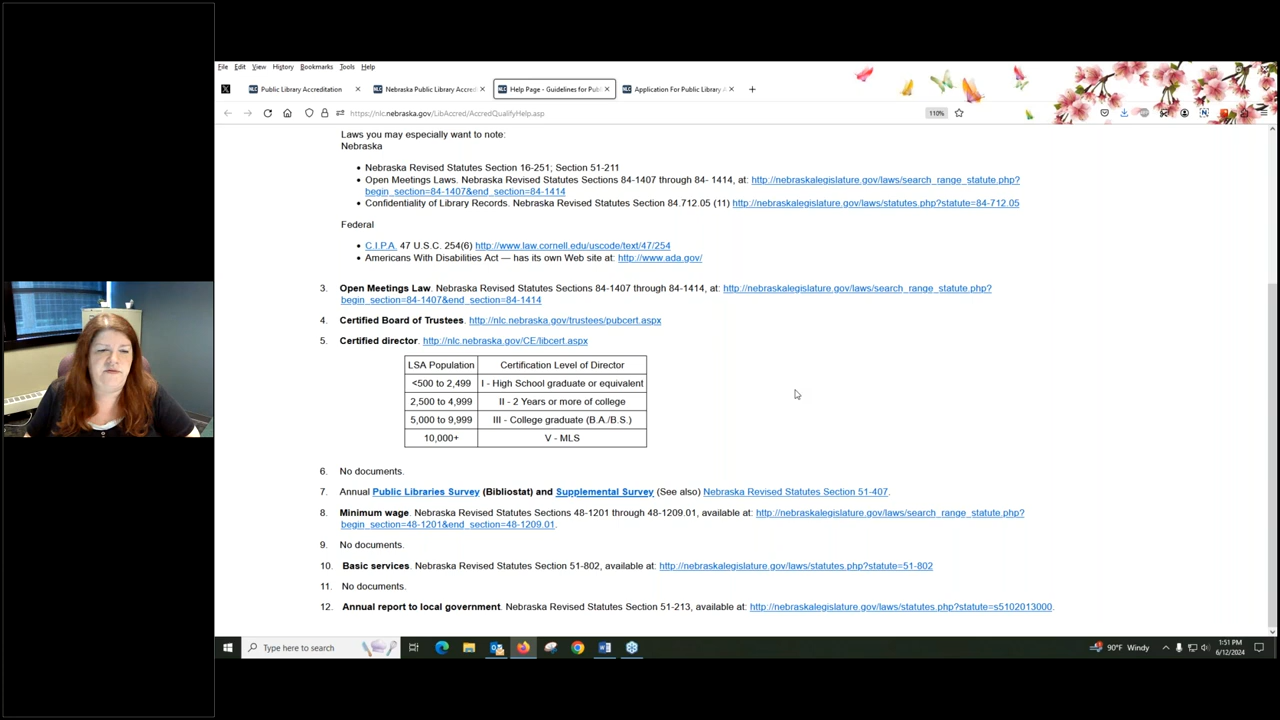 File Edit View History Bookmarks Tools Help
Public Library Accreditation
Nebraska Public Library Accred
Help Page - Guidelines for Publ
Application For Public Library A
https://nlc.nebraska.gov/LibAccred/AccredQualifyHelp.asp
110%
Laws you may especially want to note:
Nebraska
• Nebraska Revised Statutes Section 16-251; Section 51-211
• Open Meetings Laws. Nebraska Revised Statutes Sections 84-1407 through 84- 1414, at: http://nebraskalegislature.gov/laws/search_range_statute.php?
begin_section=84-1407&end_section=84-1414
• Confidentiality of Library Records. Nebraska Revised Statutes Section 84.712.05 (11) http://nebraskalegislature.gov/laws/statutes.php?statute=84-712.05
Federal
• C.I.P.A. 47 U.S.C. 254(6) http://www.law.cornell.edu/uscode/text/47/254
• Americans With Disabilities Act — has its own Web site at: http://www.ada.gov/
3. Open Meetings Law. Nebraska Revised Statutes Sections 84-1407 through 84-1414, at: http://nebraskalegislature.gov/laws/search_range_statute.php?
begin_section=84-1407&end_section=84-1414
4. Certified Board of Trustees. http://nlc.nebraska.gov/trustees/pubcert.aspx
5. Certified director. http://nlc.nebraska.gov/CE/libcert.aspx
LSA Population Certification Level of Director
<500 to 2,499 I - High School graduate or equivalent
2,500 to 4,999 II - 2 Years or more of college
5,000 to 9,999 III - College graduate (B.A./B.S.)
10,000+ V - MLS
6. No documents.
7. Annual Public Libraries Survey (Bibliostat) and Supplemental Survey (See also) Nebraska Revised Statutes Section 51-407.
8. Minimum wage. Nebraska Revised Statutes Sections 48-1201 through 48-1209.01, available at: http://nebraskalegislature.gov/laws/search_range_statute.php?
begin_section=48-1201&end_section=48-1209.01.
9. No documents.
10. Basic services. Nebraska Revised Statutes Section 51-802, available at: http://nebraskalegislature.gov/laws/statutes.php?statute=51-802
11. No documents.
12. Annual report to local government. Nebraska Revised Statutes Section 51-213, available at: http://nebraskalegislature.gov/laws/statutes.php?statute=s5102013000.
Type here to search
90°F Windy
1:51 PM
6/12/2024